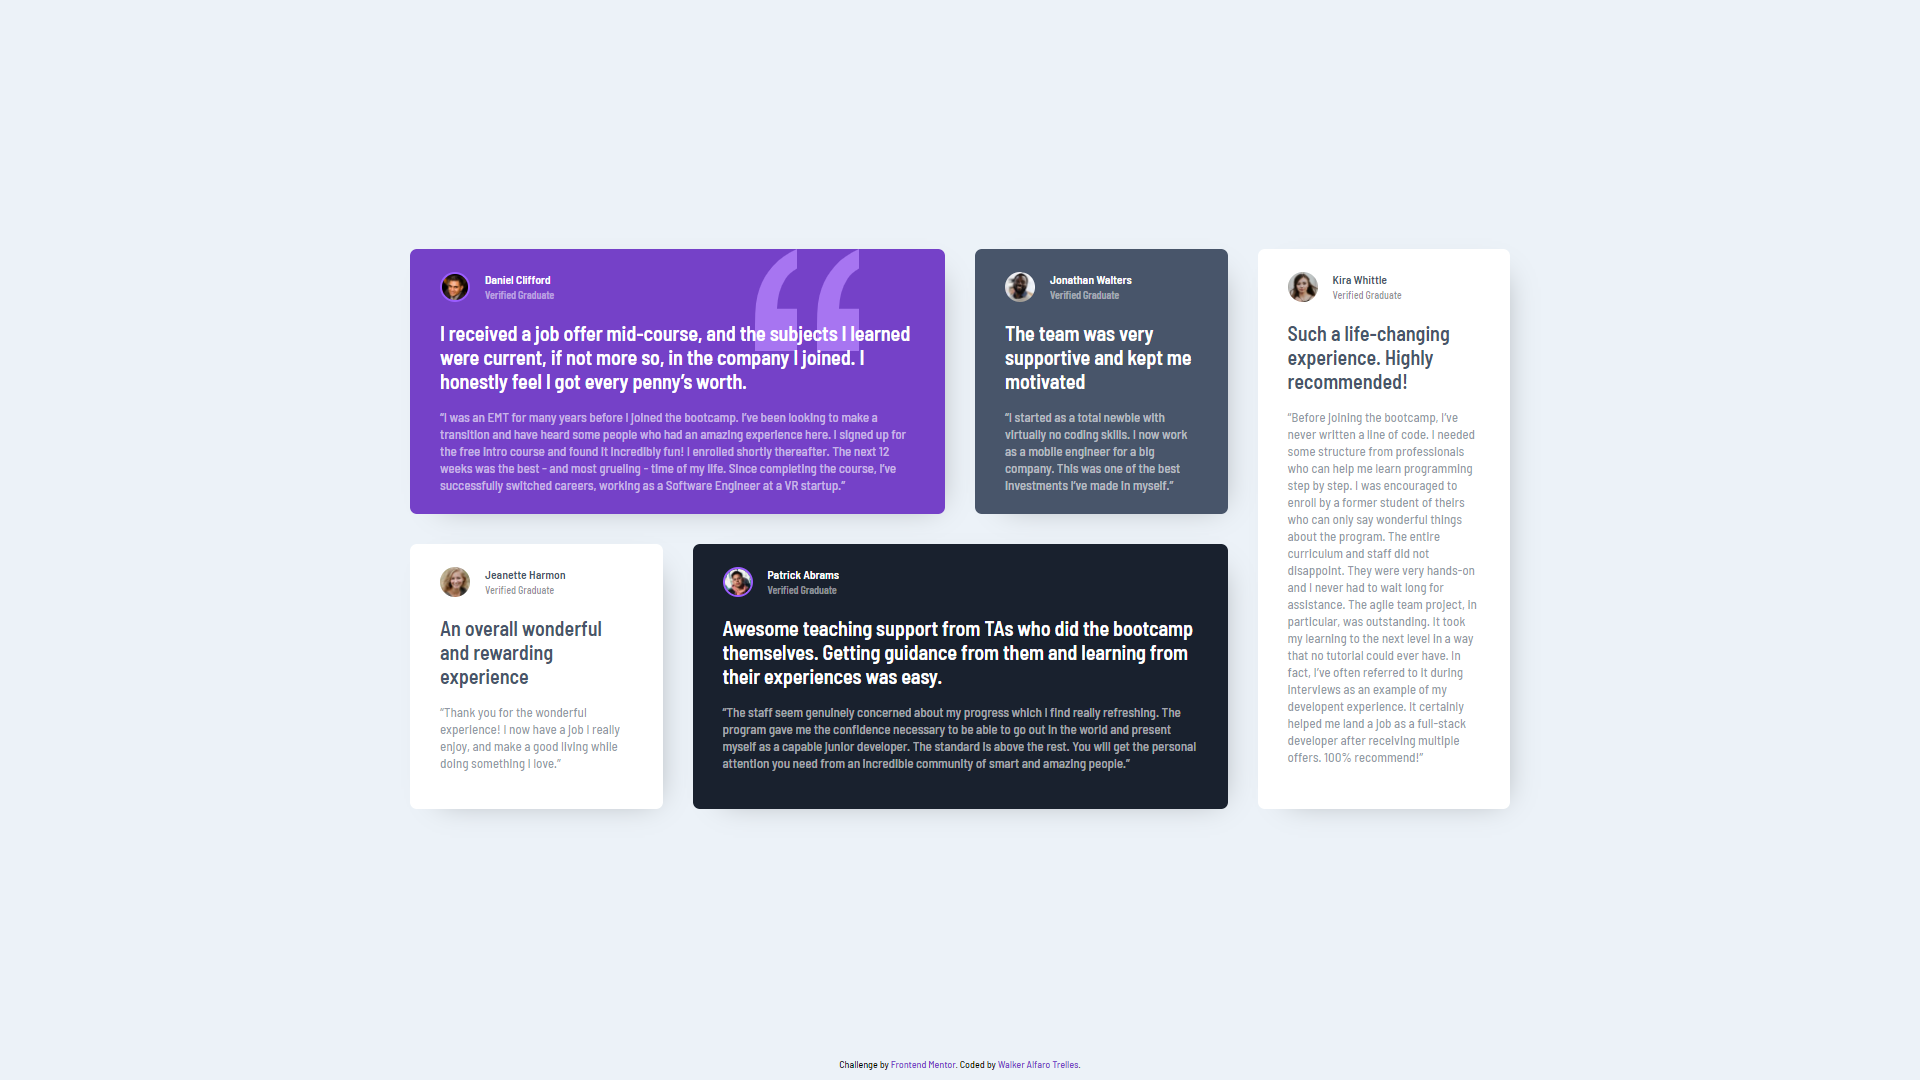 Daniel Clifford
Verified Graduate
I received a job offer mid-course, and the subjects I learned
were current, if not more so, in the company I joined. I
honestly feel I got every penny’s worth.
“I was an EMT for many years before I joined the bootcamp. I’ve been looking to make a
transition and have heard some people who had an amazing experience here. I signed up for
the free intro course and found it incredibly fun! I enrolled shortly thereafter. The next 12
weeks was the best - and most grueling - time of my life. Since completing the course, I’ve
successfully switched careers, working as a Software Engineer at a VR startup.”
Jonathan Walters
Verified Graduate
The team was very
supportive and kept me
motivated
“I started as a total newbie with
virtually no coding skills. I now work
as a mobile engineer for a big
company. This was one of the best
investments I’ve made in myself.”
Kira Whittle
Verified Graduate
Such a life-changing
experience. Highly
recommended!
“Before joining the bootcamp, I’ve
never written a line of code. I needed
some structure from professionals
who can help me learn programming
step by step. I was encouraged to
enroll by a former student of theirs
who can only say wonderful things
about the program. The entire
curriculum and staff did not
disappoint. They were very hands-on
and I never had to wait long for
assistance. The agile team project, in
particular, was outstanding. It took
my learning to the next level in a way
that no tutorial could ever have. In
fact, I’ve often referred to it during
interviews as an example of my
developent experience. It certainly
helped me land a job as a full-stack
developer after receiving multiple
offers. 100% recommend!”
Jeanette Harmon
Verified Graduate
An overall wonderful
and rewarding
experience
“Thank you for the wonderful
experience! I now have a job I really
enjoy, and make a good living while
doing something I love.”
Patrick Abrams
Verified Graduate
Awesome teaching support from TAs who did the bootcamp
themselves. Getting guidance from them and learning from
their experiences was easy.
“The staff seem genuinely concerned about my progress which I find really refreshing. The
program gave me the confidence necessary to be able to go out in the world and present
myself as a capable junior developer. The standard is above the rest. You will get the personal
attention you need from an incredible community of smart and amazing people.”
Challenge by Frontend Mentor. Coded by Walker Alfaro Trelles.